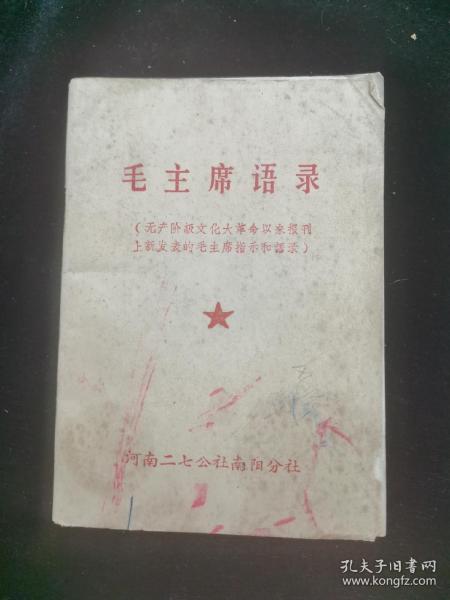 毛主席语录
(无产阶级文化大革命以来报刊
上新发表的毛主席指示和语录)
河南二七公社南阳分社
孔夫子旧书网
www.kongfz.com